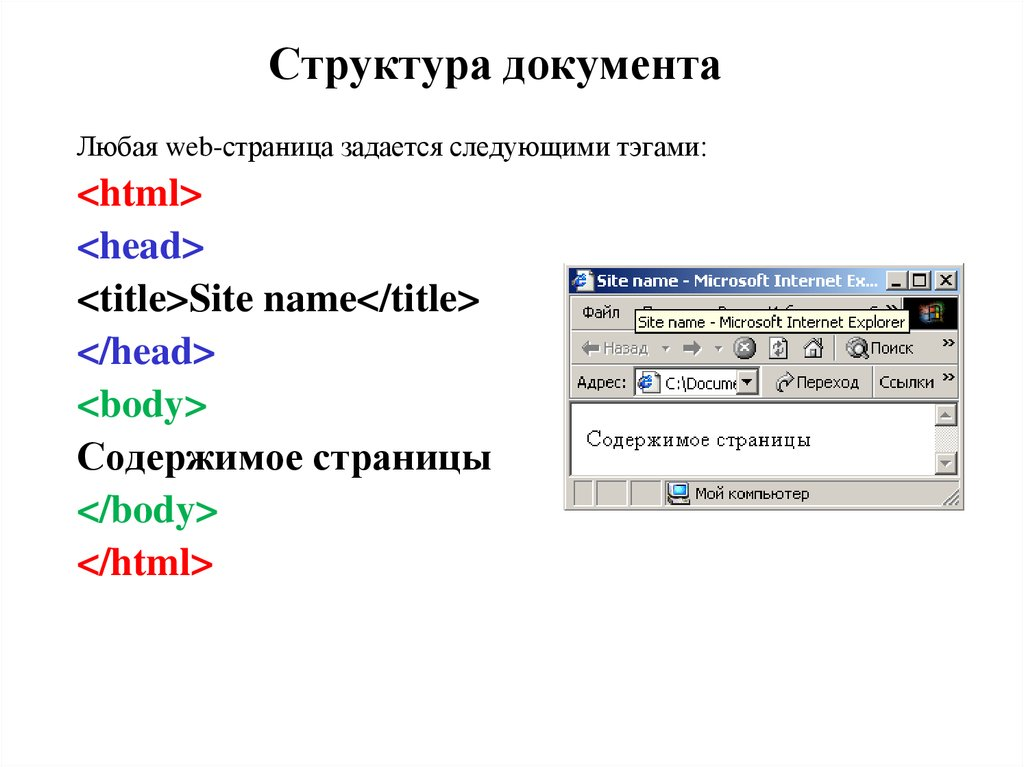 Структура документа
Любая web-страница задается следующими тэгами:
<html>
<head>
<title>Site name</title>
</head>
<body>
Содержимое страницы
</body>
</html>
Site name - Microsoft Internet Ex...
Файл
Site name - Microsoft Internet Explorer
Назад Поиск »
Адрес: C:\Docume Переход Ссылки »
Содержимое страницы
Мой компьютер